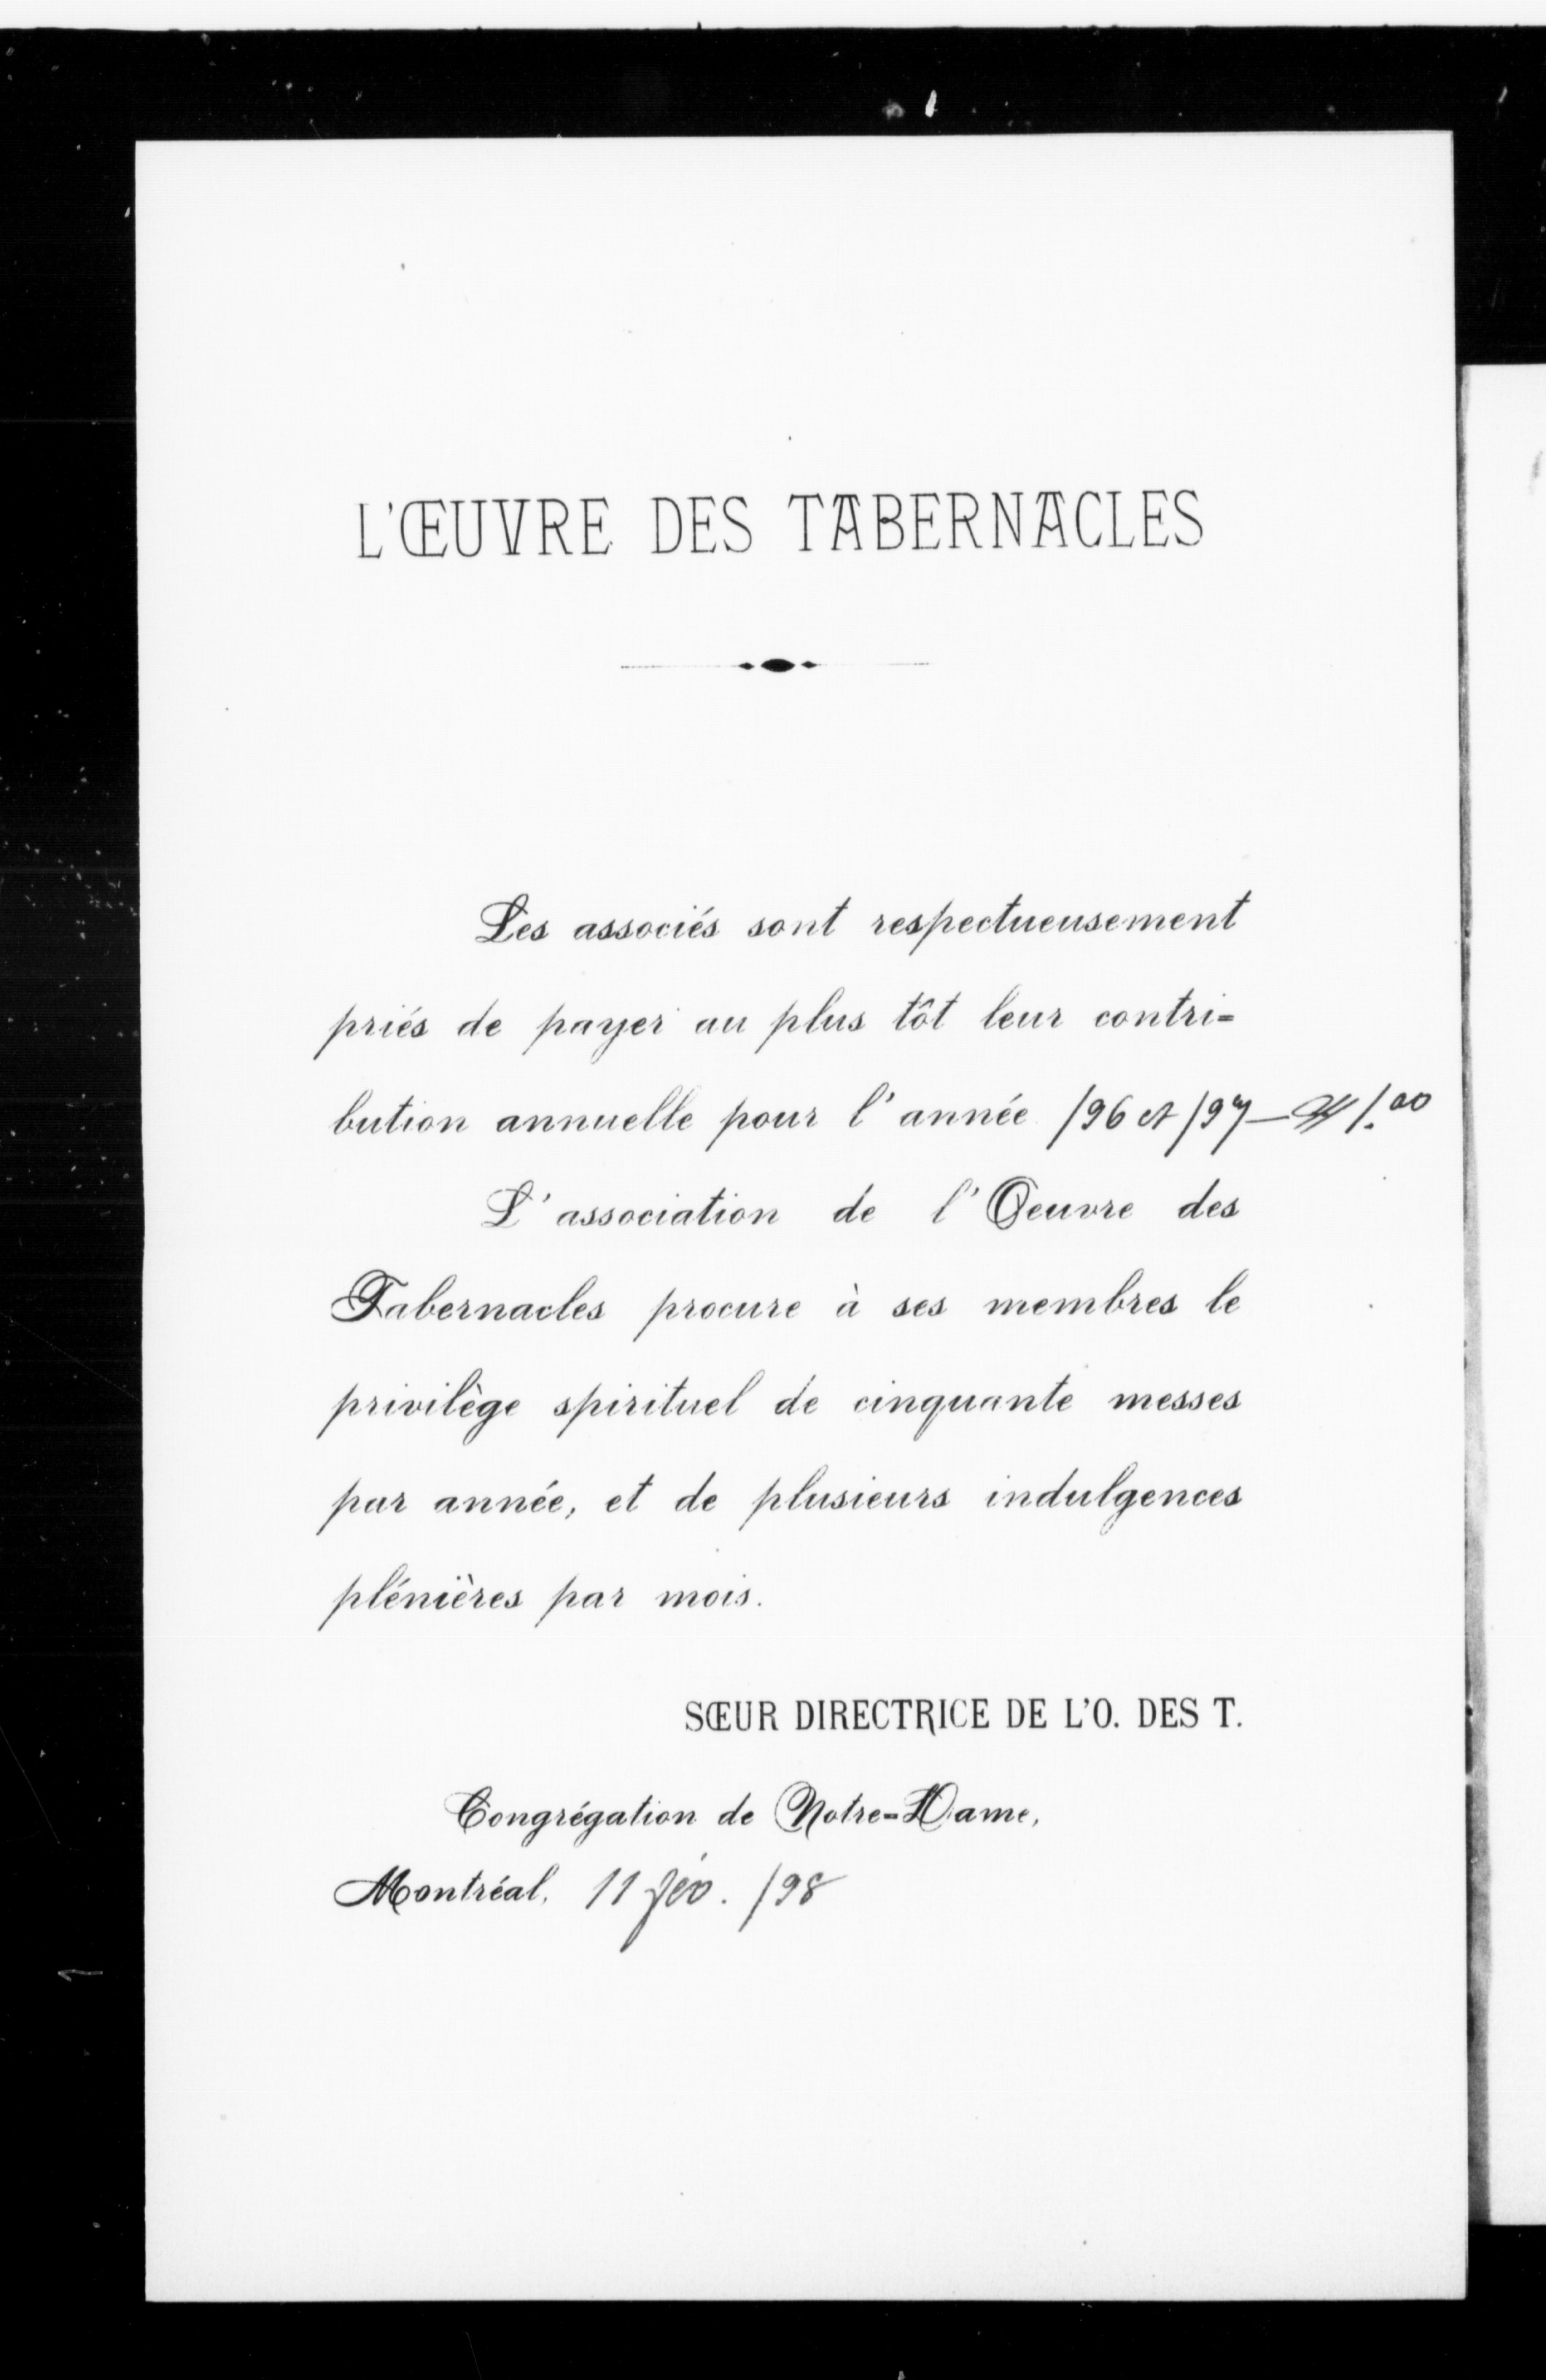 L'ŒUVRE DES TABERNACLES
Les associés sont respectueusement
priés de payer au plus tôt leur contri=
bution annuelle pour l'année /96 et /97 — $1.00
L'association de l'Oeuvre des
Tabernacles procure à ses membres le
privilège spirituel de cinquante messes
par année, et de plusieurs indulgences
plénières par mois.
SŒUR DIRECTRICE DE L'O. DES T.
Congrégation de Notre=Dame,
Montréal, 11 fév. /98